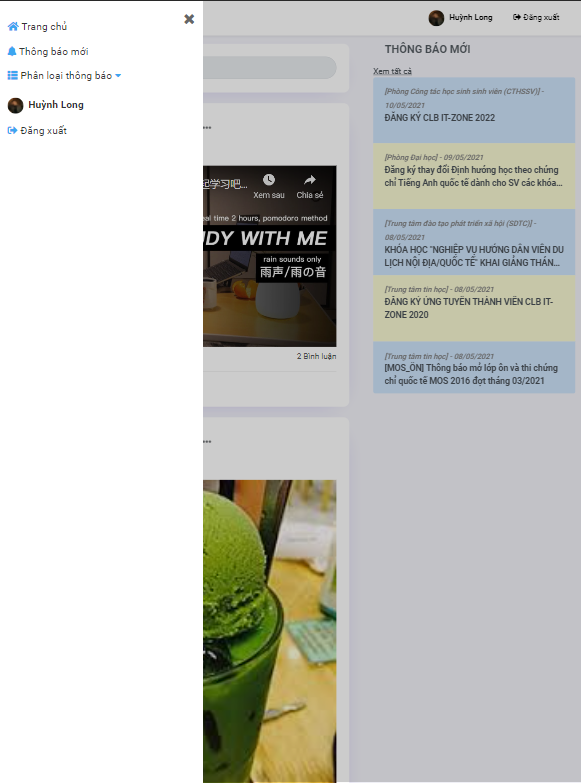 Trang chủ
Thông báo mới
Phân loại thông báo
Huỳnh Long
Đăng xuất
Huỳnh Long
Đăng xuất
起学习吧...
Xem sau
Chia sẻ
real time 2 hours, pomodoro method
UDY WITH ME
rain sounds only
雨声/雨の音
2 Bình luận
THÔNG BÁO MỚI
Xem tất cả
[Phòng Công tác học sinh sinh viên (CTHSSV)] -
10/05/2021
ĐĂNG KÝ CLB IT-ZONE 2022
[Phòng Đại học] - 09/05/2021
Đăng ký thay đổi Định hướng học theo chứng
chỉ Tiếng Anh quốc tế dành cho SV các khóa...
[Trung tâm đào tạo phát triển xã hội (SDTC)] -
08/05/2021
KHÓA HỌC "NGHIỆP VỤ HƯỚNG DẪN VIÊN DU
LỊCH NỘI ĐỊA/QUỐC TẾ" KHAI GIẢNG THÁN...
[Trung tâm tin học] - 08/05/2021
ĐĂNG KÝ ỨNG TUYỂN THÀNH VIÊN CLB IT-
ZONE 2020
[Trung tâm tin học] - 08/05/2021
[MOS_ÔN] Thông báo mở lớp ôn và thi chứng
chỉ quốc tế MOS 2016 đợt tháng 03/2021